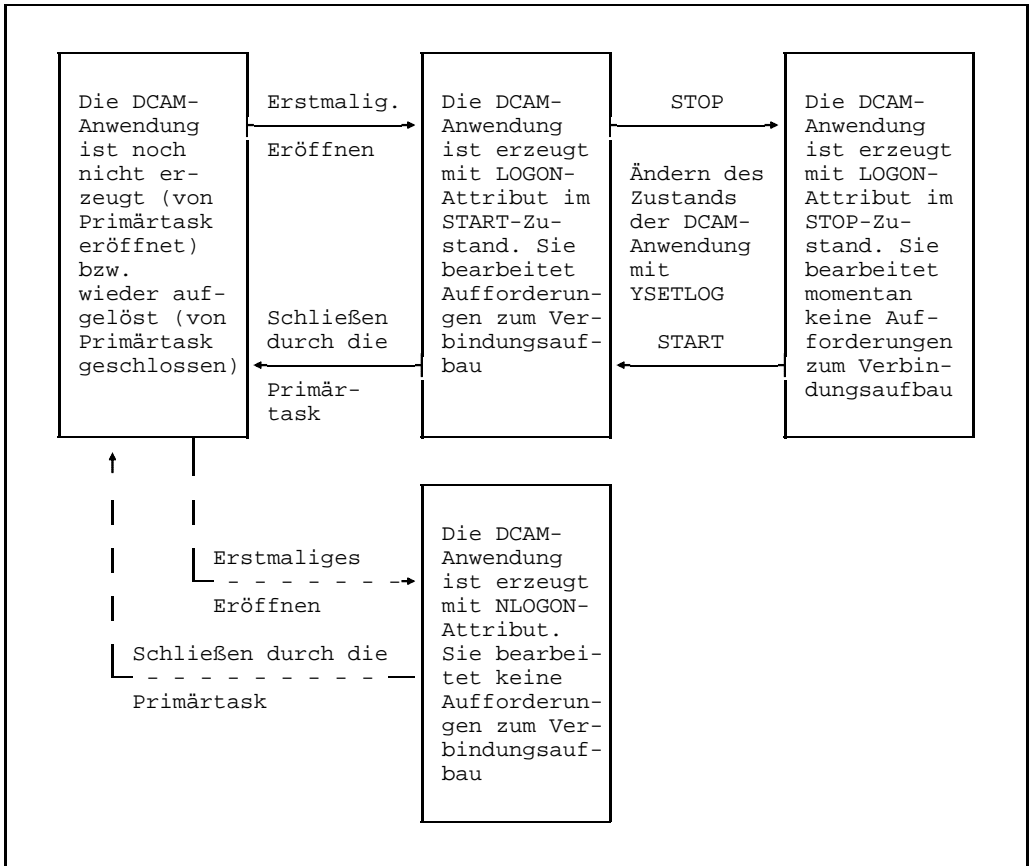 Die DCAM-
Anwendung
ist noch
nicht er-
zeugt (von
Primärtask
eröffnet)
bzw.
wieder auf-
gelöst (von
Primärtask
geschlossen)
Erstmalig.
Eröffnen
Schließen
durch die
Primär-
task
Die DCAM-
Anwendung
ist erzeugt
mit LOGON-
Attribut im
START-Zu-
stand. Sie
bearbeitet
Aufforderun-
gen zum Ver-
bindungsauf-
bau
STOP
Ändern des
Zustands
der DCAM-
Anwendung
mit
YSETLOG
START
Die DCAM-
Anwendung
ist erzeugt
mit LOGON-
Attribut im
STOP-Zu-
stand. Sie
bearbeitet
momentan
keine Auf-
forderungen
zum Verbin-
dungsaufbau
Erstmaliges
Eröffnen
Schließen durch die
Primärtask
Die DCAM-
Anwendung
ist erzeugt
mit NLOGON-
Attribut.
Sie bearbei-
tet keine
Aufforderun-
gen zum Ver-
bindungsauf-
bau